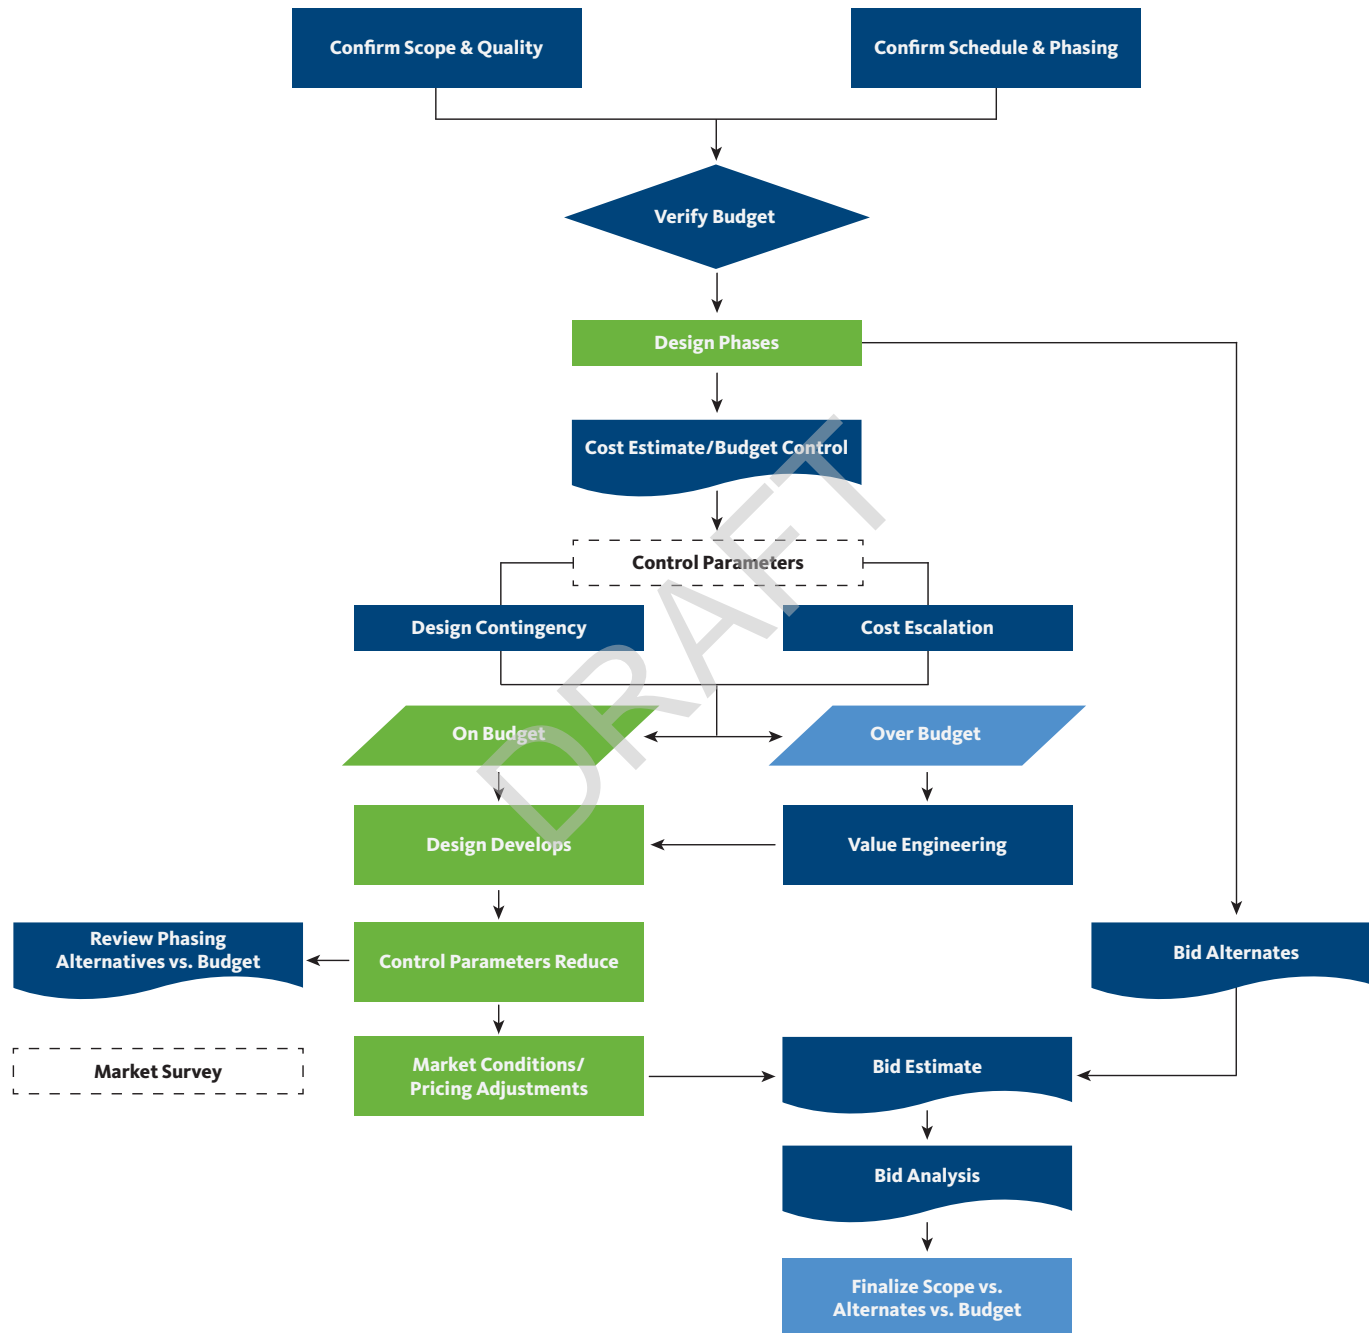 Confirm Scope & Quality
Confirm Schedule & Phasing
Verify Budget
Design Phases
Cost Estimate/Budget Control
Control Parameters
Design Contingency
Cost Escalation
On Budget
Over Budget
Design Develops
Value Engineering
Review Phasing
Alternatives vs. Budget
Control Parameters Reduce
Bid Alternates
Market Survey
Market Conditions/
Pricing Adjustments
Bid Estimate
Bid Analysis
Finalize Scope vs.
Alternates vs. Budget
DRAFT